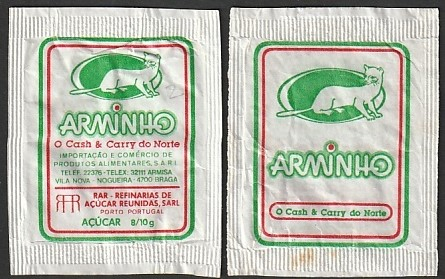 ARMINHO
O Cash & Carry do Norte
IMPORTAÇÃO E COMÉRCIO DE
PRODUTOS ALIMENTARES, S.A.R.L.
TELEF. 22376 - TELEX: 32111 ARMISA
VILA NOVA - NOGUEIRA - 4700 BRAGA
RAR - REFINARIAS DE
AÇÚCAR REUNIDAS, SARL
PORTO PORTUGAL
AÇÚCAR 8/10g
ARMINHO
O Cash & Carry do Norte